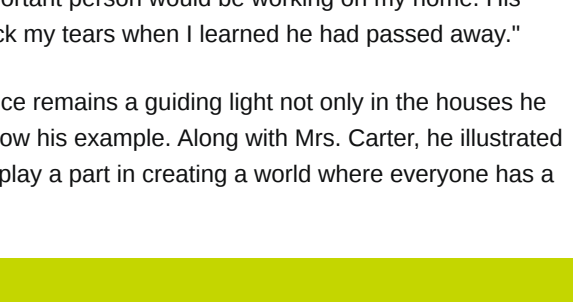 portant person would be working on my home. His
ck my tears when I learned he had passed away."
ce remains a guiding light not only in the houses he
ow his example. Along with Mrs. Carter, he illustrated
play a part in creating a world where everyone has a